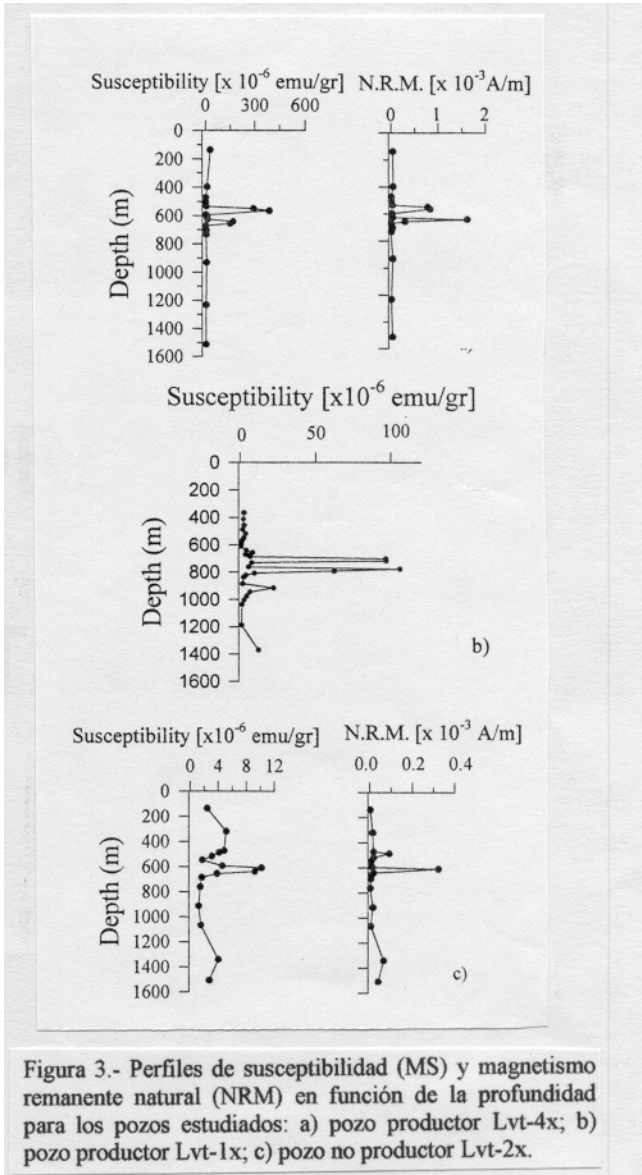 Susceptibility [x 10-6 emu/gr] N.R.M. [x 10-3 A/m]
0 300 600 0 1 2
0
200
400
600
800
1000
1200
1400
1600
Depth (m)
Susceptibility [x10-6 emu/gr]
0 50 100
0
200
400
600
800
1000
1200
1400
1600
Depth (m)
b)
Susceptibility [x10-6 emu/gr] N.R.M. [x 10-3 A/m]
0 4 8 12 0.0 0.2 0.4
0
200
400
600
800
1000
1200
1400
1600
Depth (m)
c)
Figura 3.- Perfiles de susceptibilidad (MS) y magnetismo
remanente natural (NRM) en función de la profundidad
para los pozos estudiados: a) pozo productor Lvt-4x; b)
pozo productor Lvt-1x; c) pozo no productor Lvt-2x.